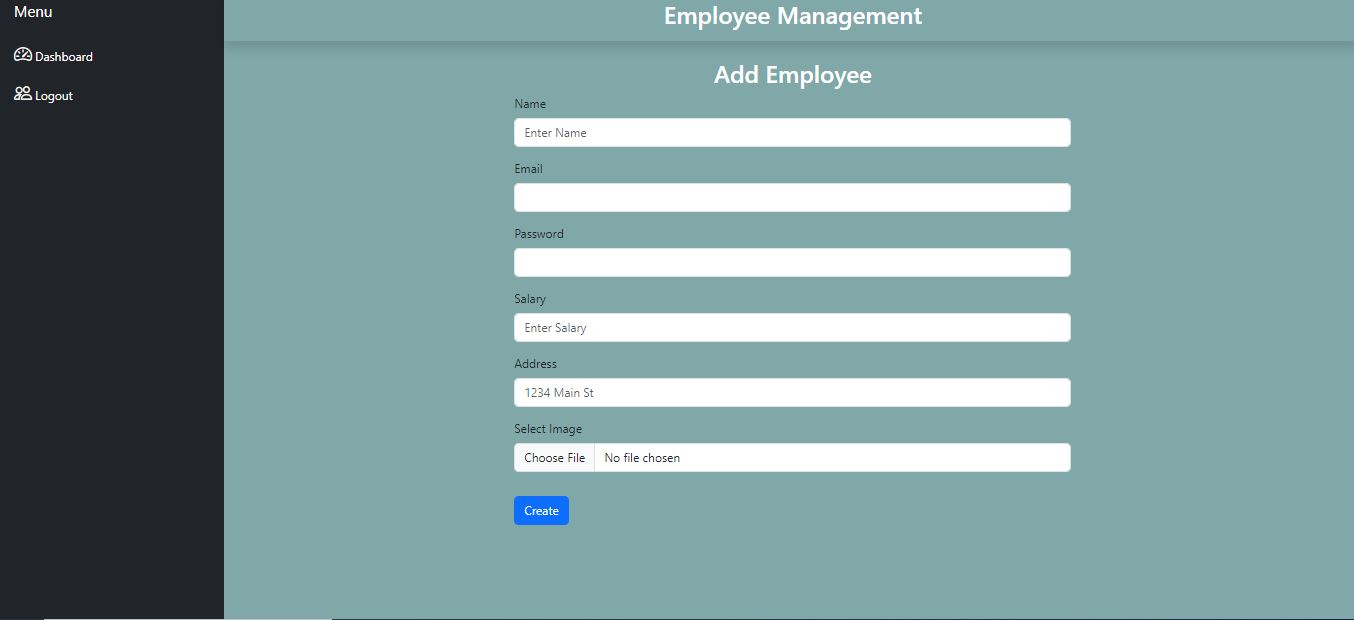 Menu
Dashboard
Logout
Employee Management
Add Employee
Name
Enter Name
Email
Password
Salary
Enter Salary
Address
1234 Main St
Select Image
Choose File No file chosen
Create